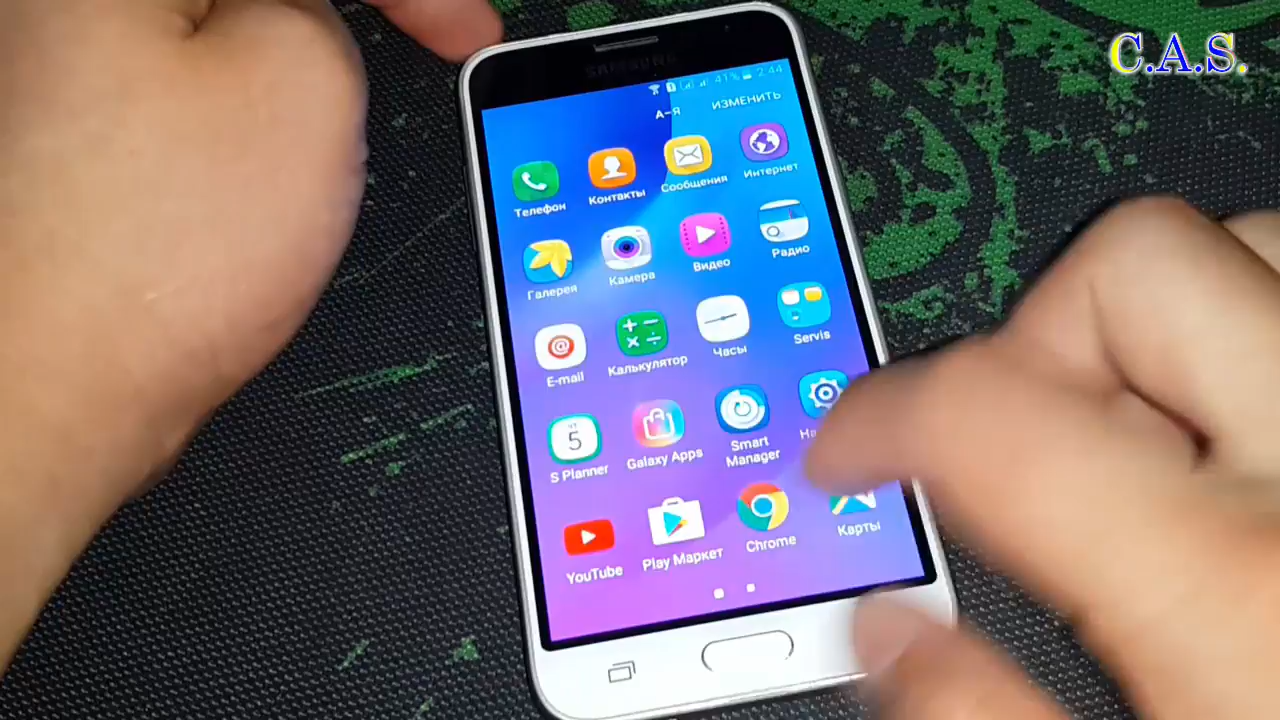 C.A.S.
SAMSUNG
41% 2:44
А-Я ИЗМЕНИТЬ
Телефон Контакты Сообщения Интернет
Галерея Камера Видео Радио
E-mail Калькулятор Часы Servis
5
S Planner Galaxy Apps Smart
Manager
YouTube Play Маркет Chrome Карты